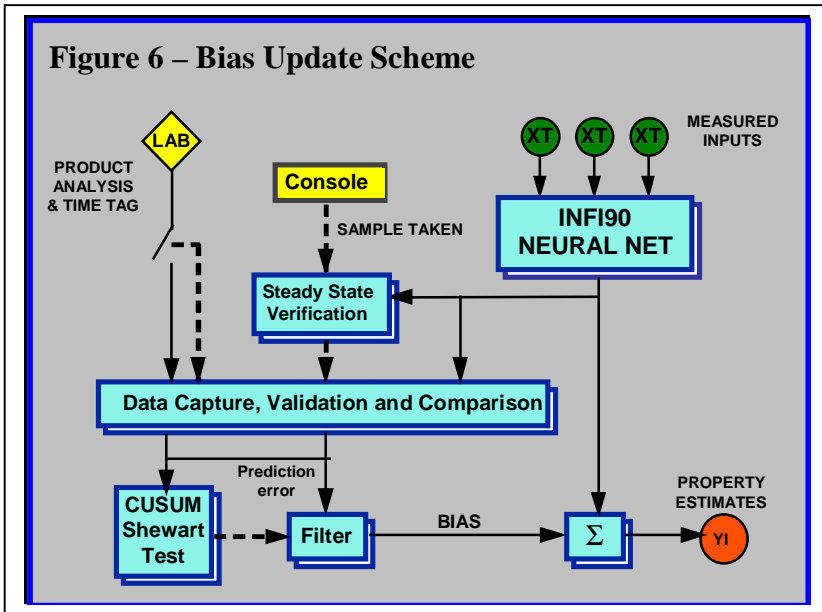 Figure 6 – Bias Update Scheme
LAB
PRODUCT
ANALYSIS
& TIME TAG
Console
SAMPLE TAKEN
XT XT XT
MEASURED
INPUTS
INFI90
NEURAL NET
Steady State
Verification
Data Capture, Validation and Comparison
Prediction
error
CUSUM
Shewart
Test
Filter
BIAS
Σ
PROPERTY
ESTIMATES
YI